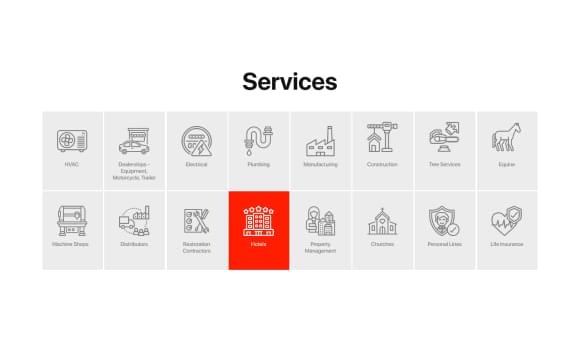 Services
HVAC
Dealerships –
Equipment,
Motorcycle, Trailer
Electrical
Plumbing
Manufacturing
Construction
Tree Services
Equine
Machine Shops
Distributors
Restoration
Contractors
Hotels
Property
Management
Churches
Personal Lines
Life Insurance